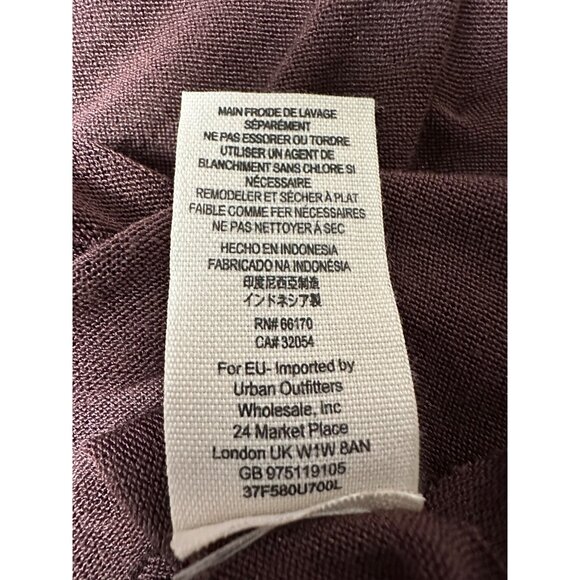 MAIN FROIDE DE LAVAGE
SÉPARÉMENT
NE PAS ESSORER OU TORDRE
UTILISER UN AGENT DE
BLANCHIMENT SANS CHLORE SI
NÉCESSAIRE
REMODELER ET SÉCHER À PLAT
FAIBLE COMME FER NÉCESSAIRES
NE PAS NETTOYER À SEC
HECHO EN INDONESIA
FABRICADO NA INDONÉSIA
印度尼西亞制造
インドネシア製
RN# 66170
CA# 32054
For EU- Imported by
Urban Outfitters
Wholesale, Inc
24 Market Place
London UK W1W 8AN
GB 975119105
37F580U700L